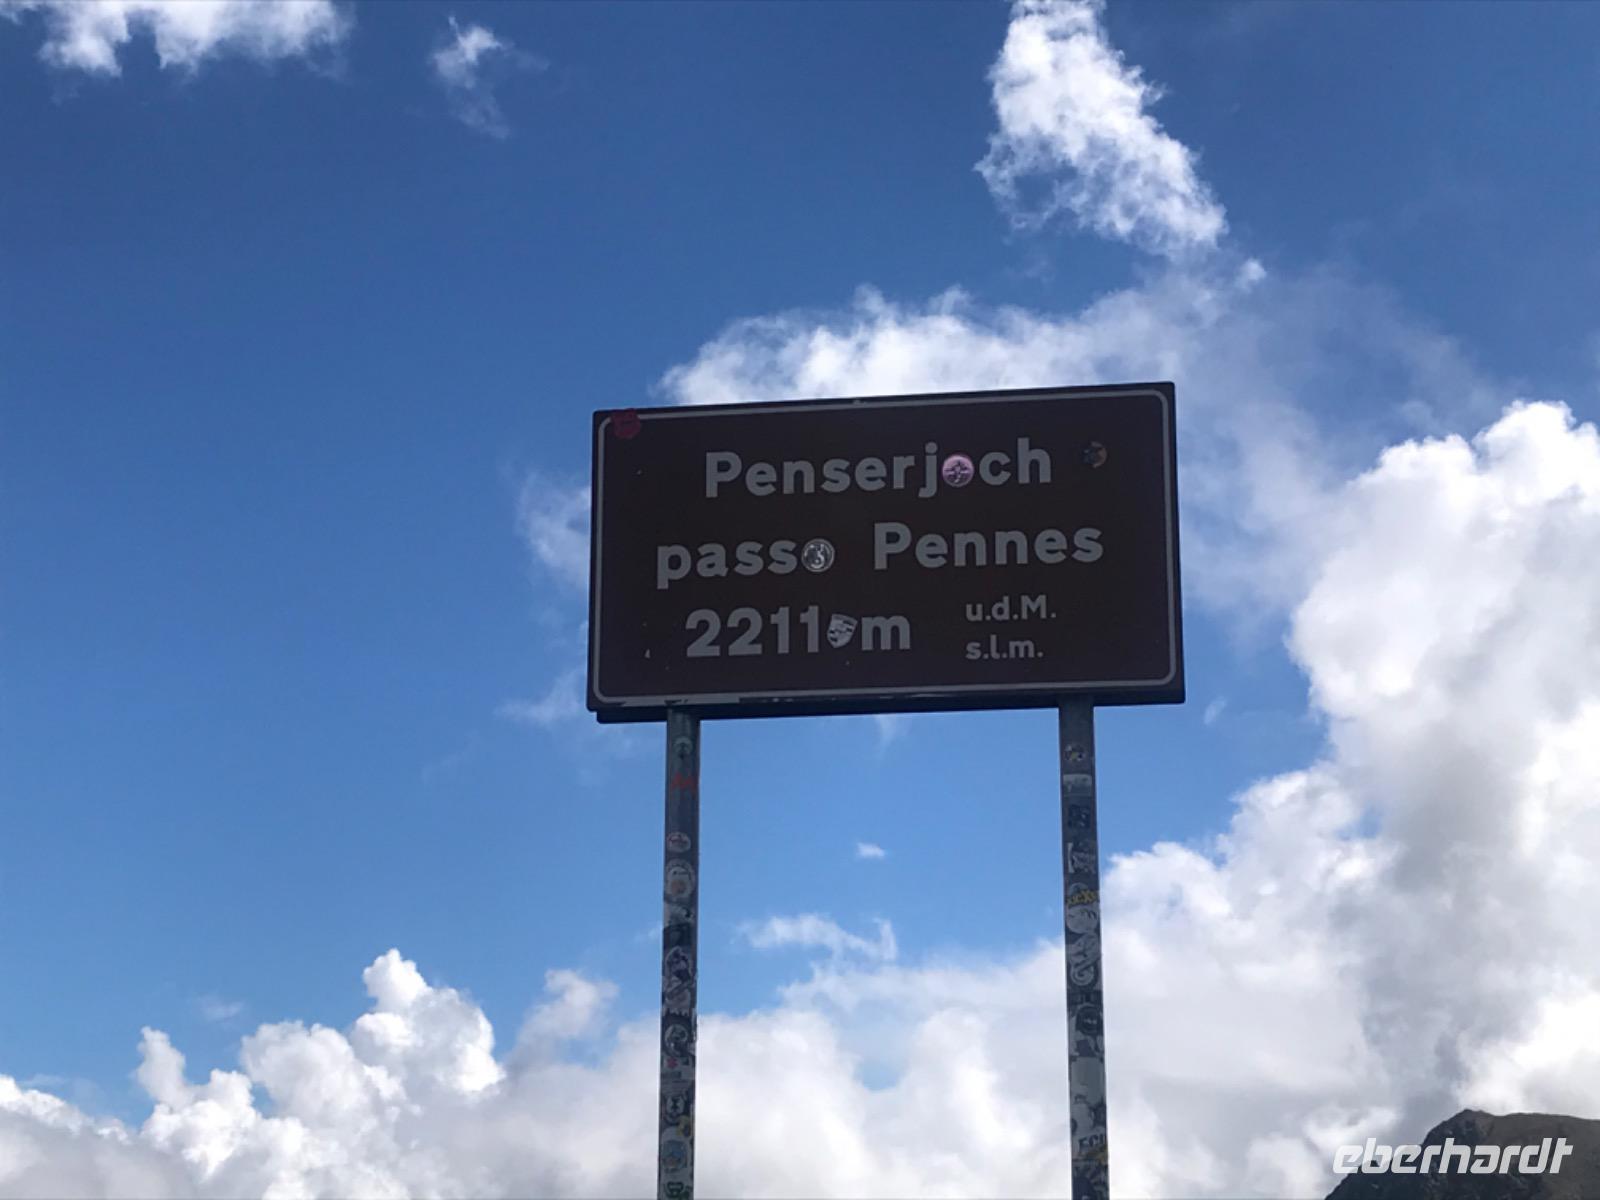 Penserjoch
passo Pennes
2211 m u.d.M.
s.l.m.
eberhardt